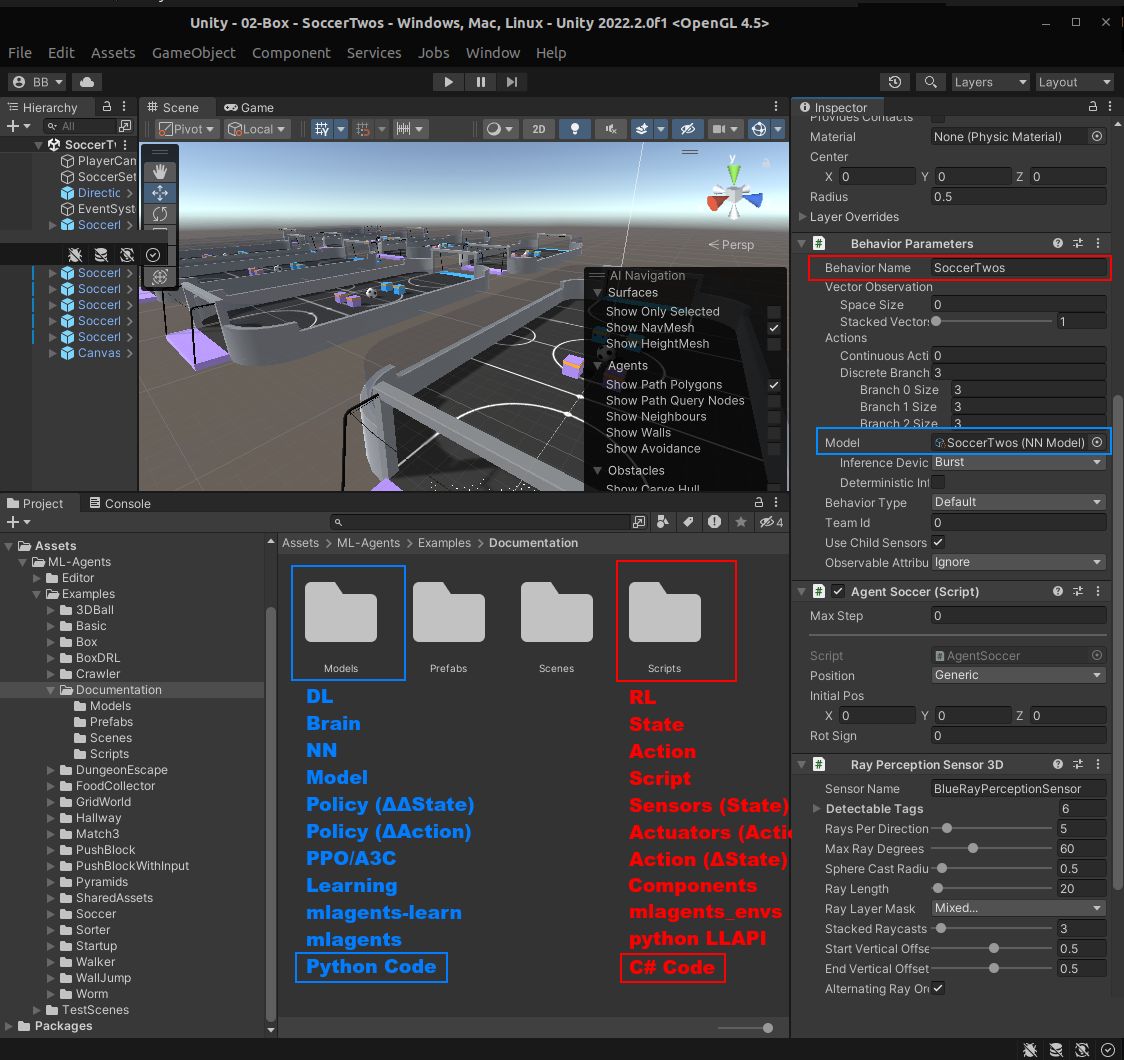 Unity - 02-Box - SoccerTwos - Windows, Mac, Linux - Unity 2022.2.0f1 <OpenGL 4.5>
File Edit Assets GameObject Component Services Jobs Window Help
BB Layers Layout
Hierarchy
All
SoccerTw
PlayerCan
SoccerSet
Directic
EventSyst
Soccerl
Soccerl
Soccerl
Soccerl
Soccerl
Soccerl
Canvas
Scene Game
Pivot Local 2D
y
Persp
AI Navigation
Surfaces
Show Only Selected
Show NavMesh
Show HeightMesh
Agents
Show Path Polygons
Show Path Query Nodes
Show Neighbours
Show Walls
Show Avoidance
Obstacles
Show Carve Hull
Project Console
4
Assets
ML-Agents
Editor
Examples
3DBall
Basic
Box
BoxDRL
Crawler
Documentation
Models
Prefabs
Scenes
Scripts
DungeonEscape
FoodCollector
GridWorld
Hallway
Match3
PushBlock
PushBlockWithInput
Pyramids
SharedAssets
Soccer
Sorter
Startup
Walker
WallJump
Worm
TestScenes
Packages
Assets > ML-Agents > Examples > Documentation
Models Prefabs Scenes Scripts
DL
Brain
NN
Model
Policy (ΔΔState)
Policy (ΔAction)
PPO/A3C
Learning
mlagents-learn
mlagents
Python Code
RL
State
Action
Script
Sensors (State)
Actuators (Actio
Action (ΔState)
Components
mlagents_envs
python LLAPI
C# Code
Inspector
Provides Contacts
Material None (Physic Material)
Center
X 0 Y 0 Z 0
Radius 0.5
Layer Overrides
# Behavior Parameters
Behavior Name SoccerTwos
Vector Observation
Space Size 0
Stacked Vector 1
Actions
Continuous Acti 0
Discrete Branch 3
Branch 0 Size 3
Branch 1 Size 3
Branch 2 Size 3
Model SoccerTwos (NN Model)
Inference Devic Burst
Deterministic Inf
Behavior Type Default
Team Id 0
Use Child Sensors
Observable Attribu Ignore
# Agent Soccer (Script)
Max Step 0
Script AgentSoccer
Position Generic
Initial Pos
X 0 Y 0 Z 0
Rot Sign 0
# Ray Perception Sensor 3D
Sensor Name BlueRayPerceptionSensor
Detectable Tags 6
Rays Per Direction 5
Max Ray Degrees 60
Sphere Cast Radiu 0.5
Ray Length 20
Ray Layer Mask Mixed...
Stacked Raycasts 3
Start Vertical Offse 0.5
End Vertical Offset 0.5
Alternating Ray Or